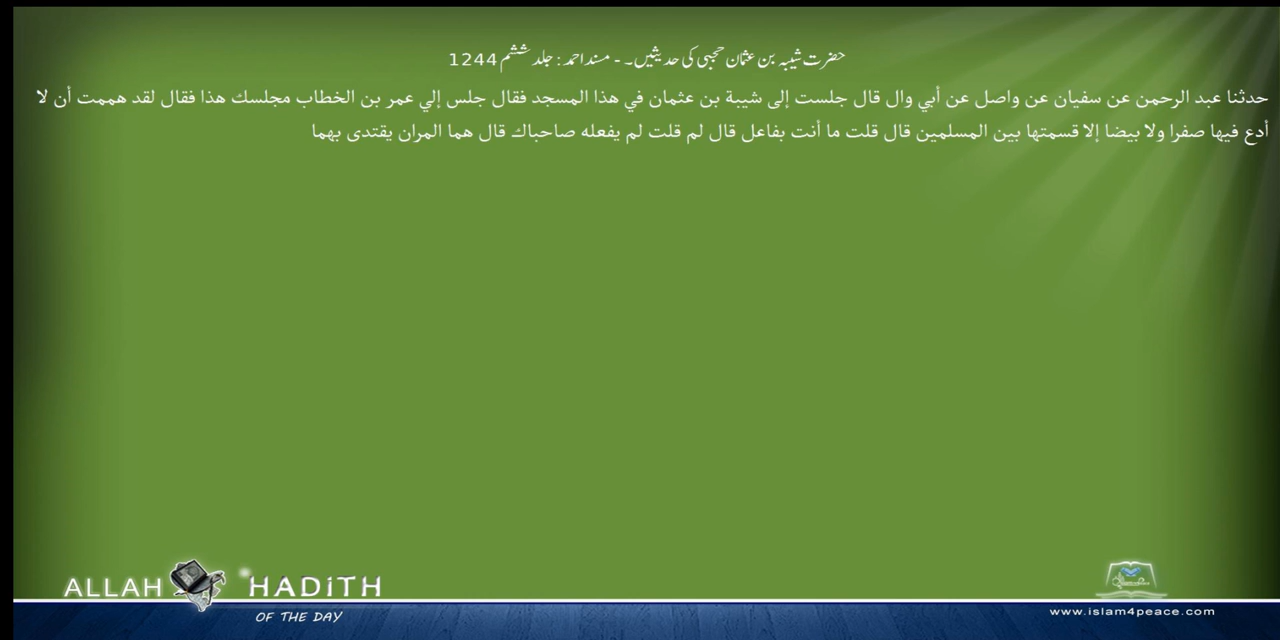 حضرت شیبہ بن عثمان حجبی کی حدیثیں۔ - مسند احمد : جلد ششم 1244
حدثنا عبد الرحمن عن سفيان عن واصل عن أبي وال قال جلست إلى شيبة بن عثمان في هذا المسجد فقال جلس إلي عمر بن الخطاب مجلسك هذا فقال لقد هممت أن لا
أدع فيها صفرا ولا بيضا إلا قسمتها بين المسلمين قال قلت ما أنت بفاعل قال لم قلت لم يفعله صاحباك قال هما المران يقتدى بهما
ALLAH HADITH
OF THE DAY
www.islam4peace.com